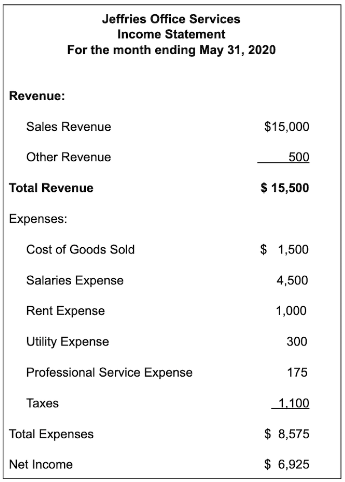 Jeffries Office Services
Income Statement
For the month ending May 31, 2020
Revenue:
Sales Revenue $15,000
Other Revenue 500
Total Revenue $ 15,500
Expenses:
Cost of Goods Sold $ 1,500
Salaries Expense 4,500
Rent Expense 1,000
Utility Expense 300
Professional Service Expense 175
Taxes 1,100
Total Expenses $ 8,575
Net Income $ 6,925